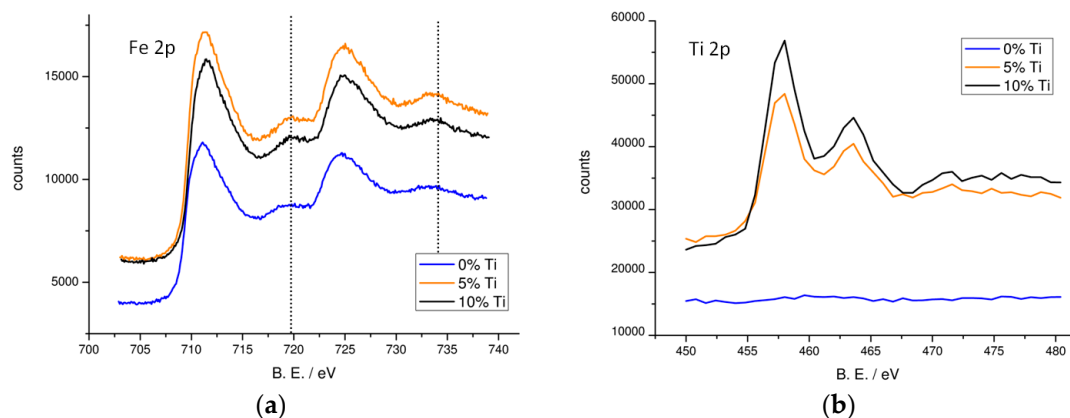 Fe 2p
15000
10000
5000
counts
700 705 710 715 720 725 730 735 740
B. E. / eV
0% Ti
5% Ti
10% Ti
(a)
Ti 2p
60000
50000
40000
30000
20000
10000
counts
450 455 460 465 470 475 480
B. E. / eV
0% Ti
5% Ti
10% Ti
(b)